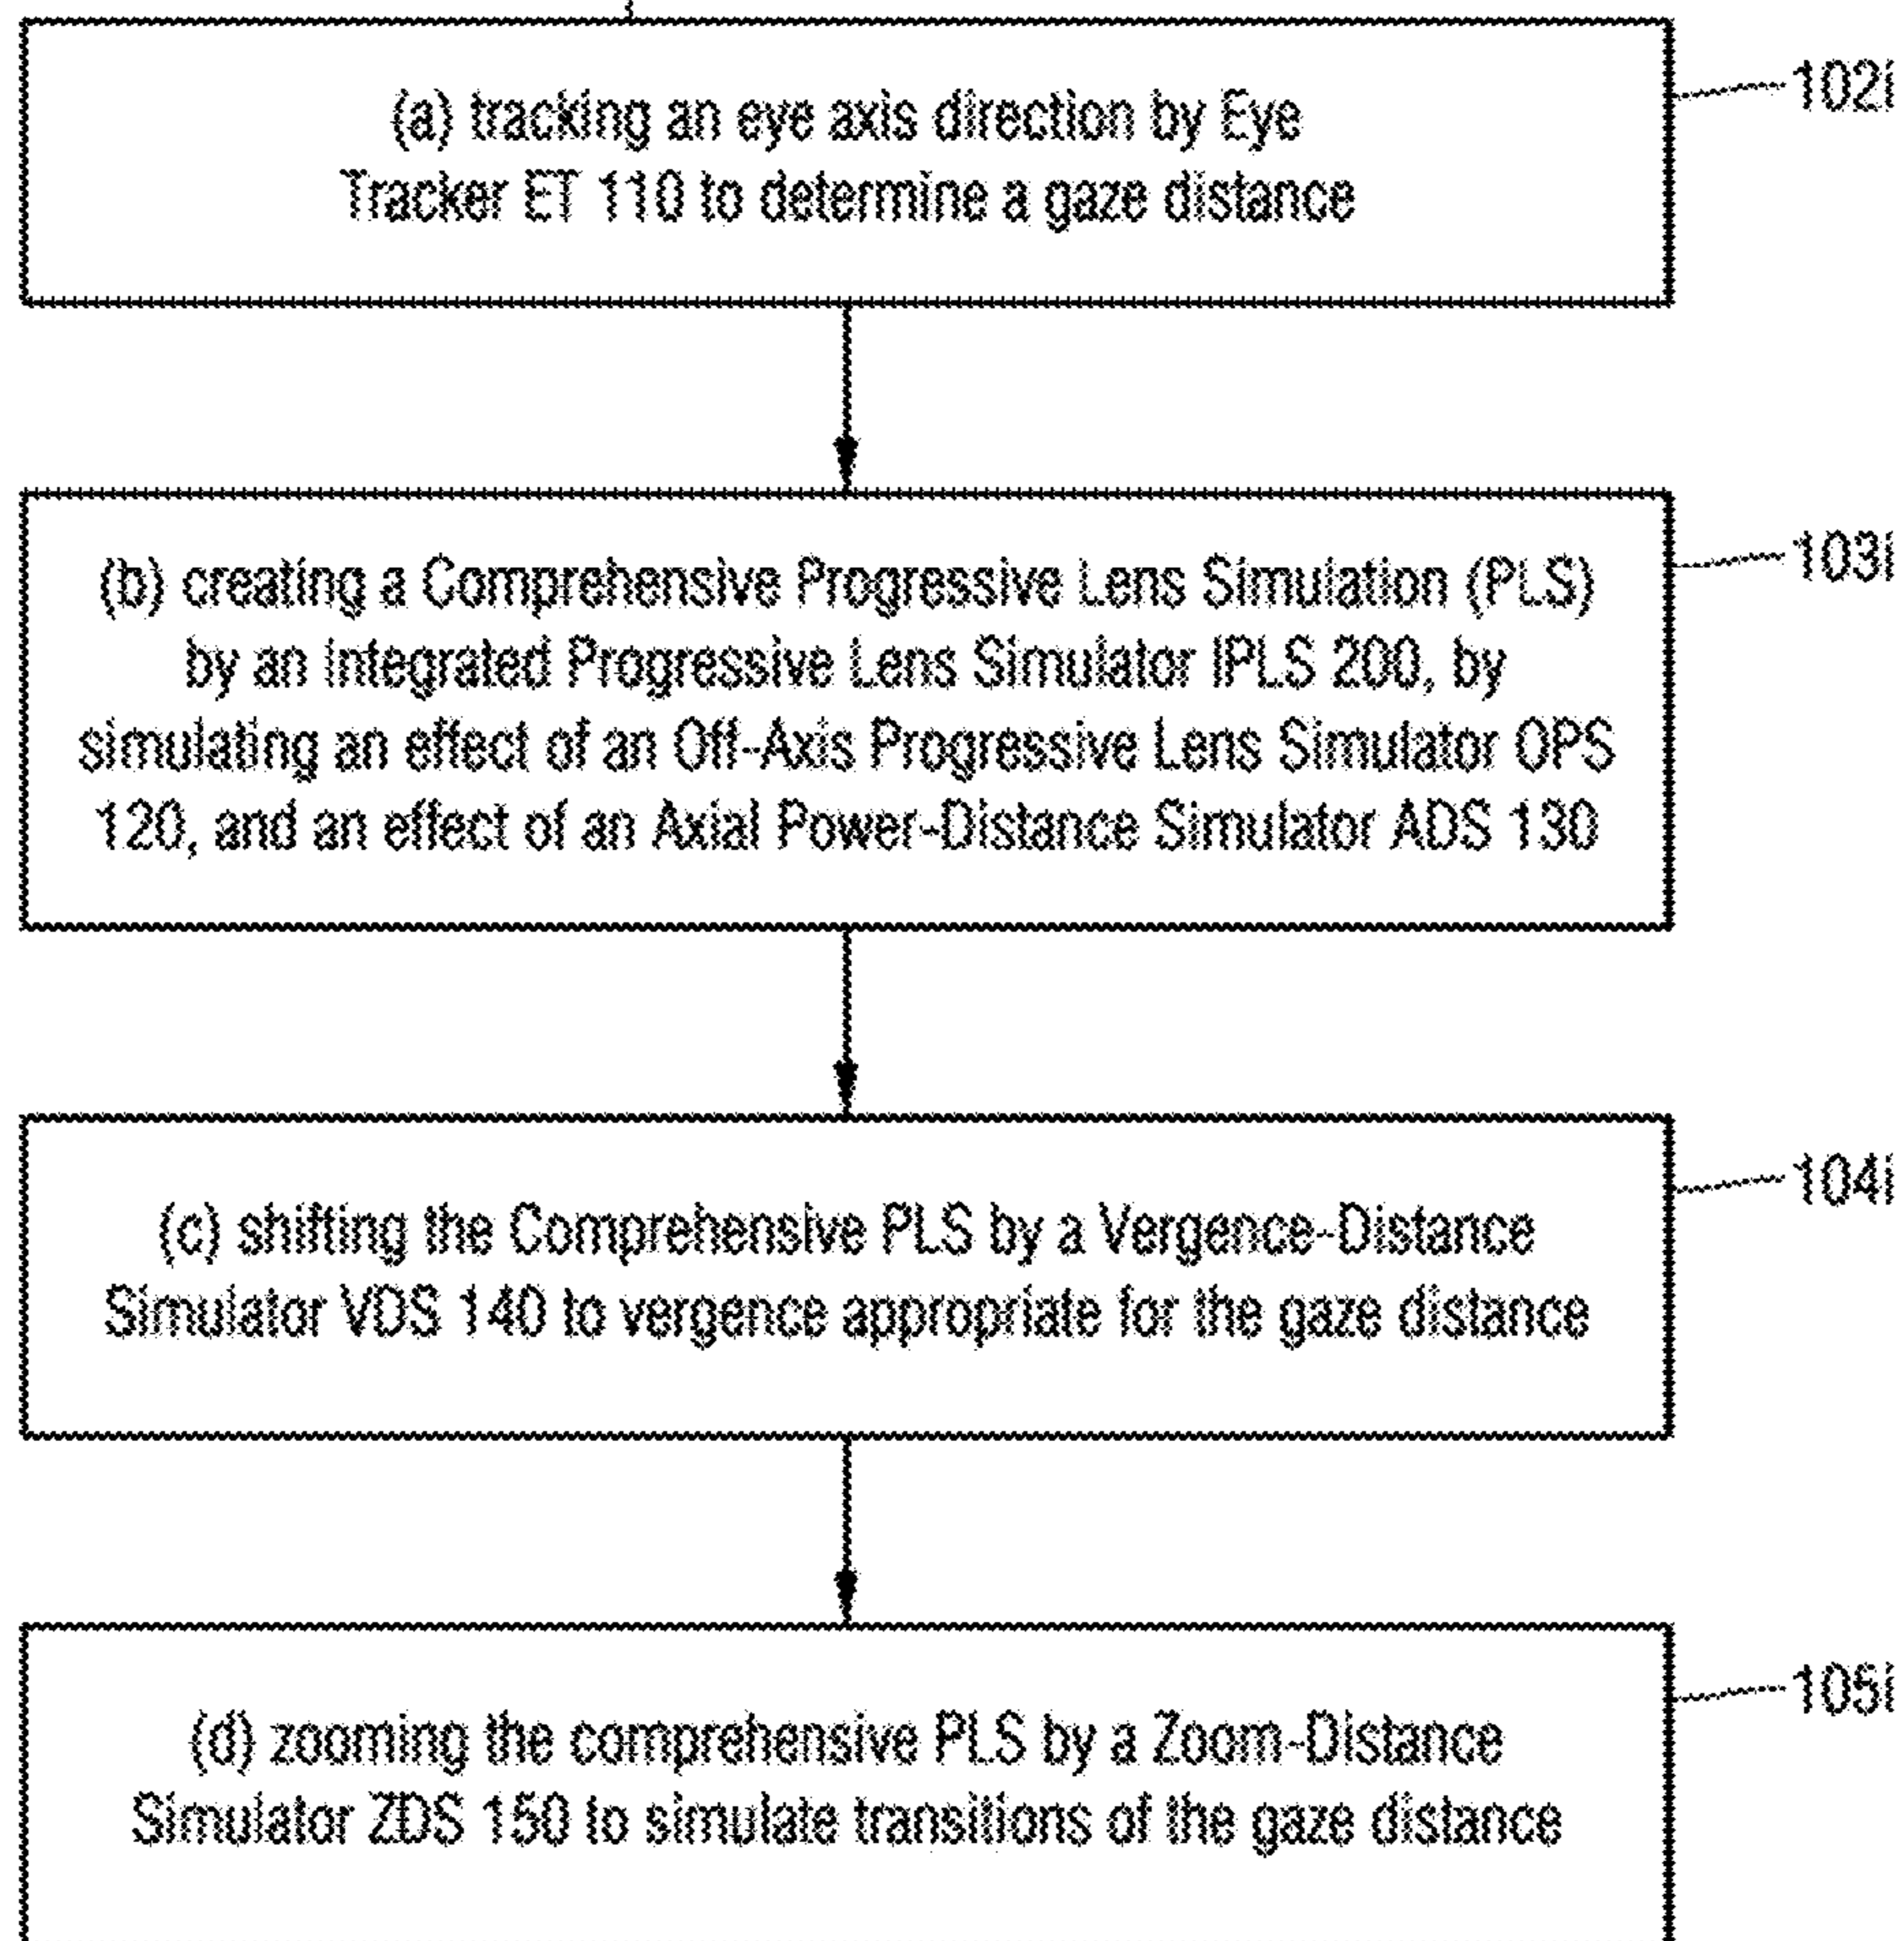 (a) tracking an eye axis direction by Eye
Tracker ET 110 to determine a gaze distance
102i
(b) creating a Comprehensive Progressive Lens Simulation (PLS)
by an Integrated Progressive Lens Simulator IPLS 200, by
simulating an effect of an Off-Axis Progressive Lens Simulator OPS
120, and an effect of an Axial Power-Distance Simulator ADS 130
103i
(c) shifting the Comprehensive PLS by a Vergence-Distance
Simulator VDS 140 to vergence appropriate for the gaze distance
104i
(d) zooming the comprehensive PLS by a Zoom-Distance
Simulator ZDS 150 to simulate transitions of the gaze distance
105i